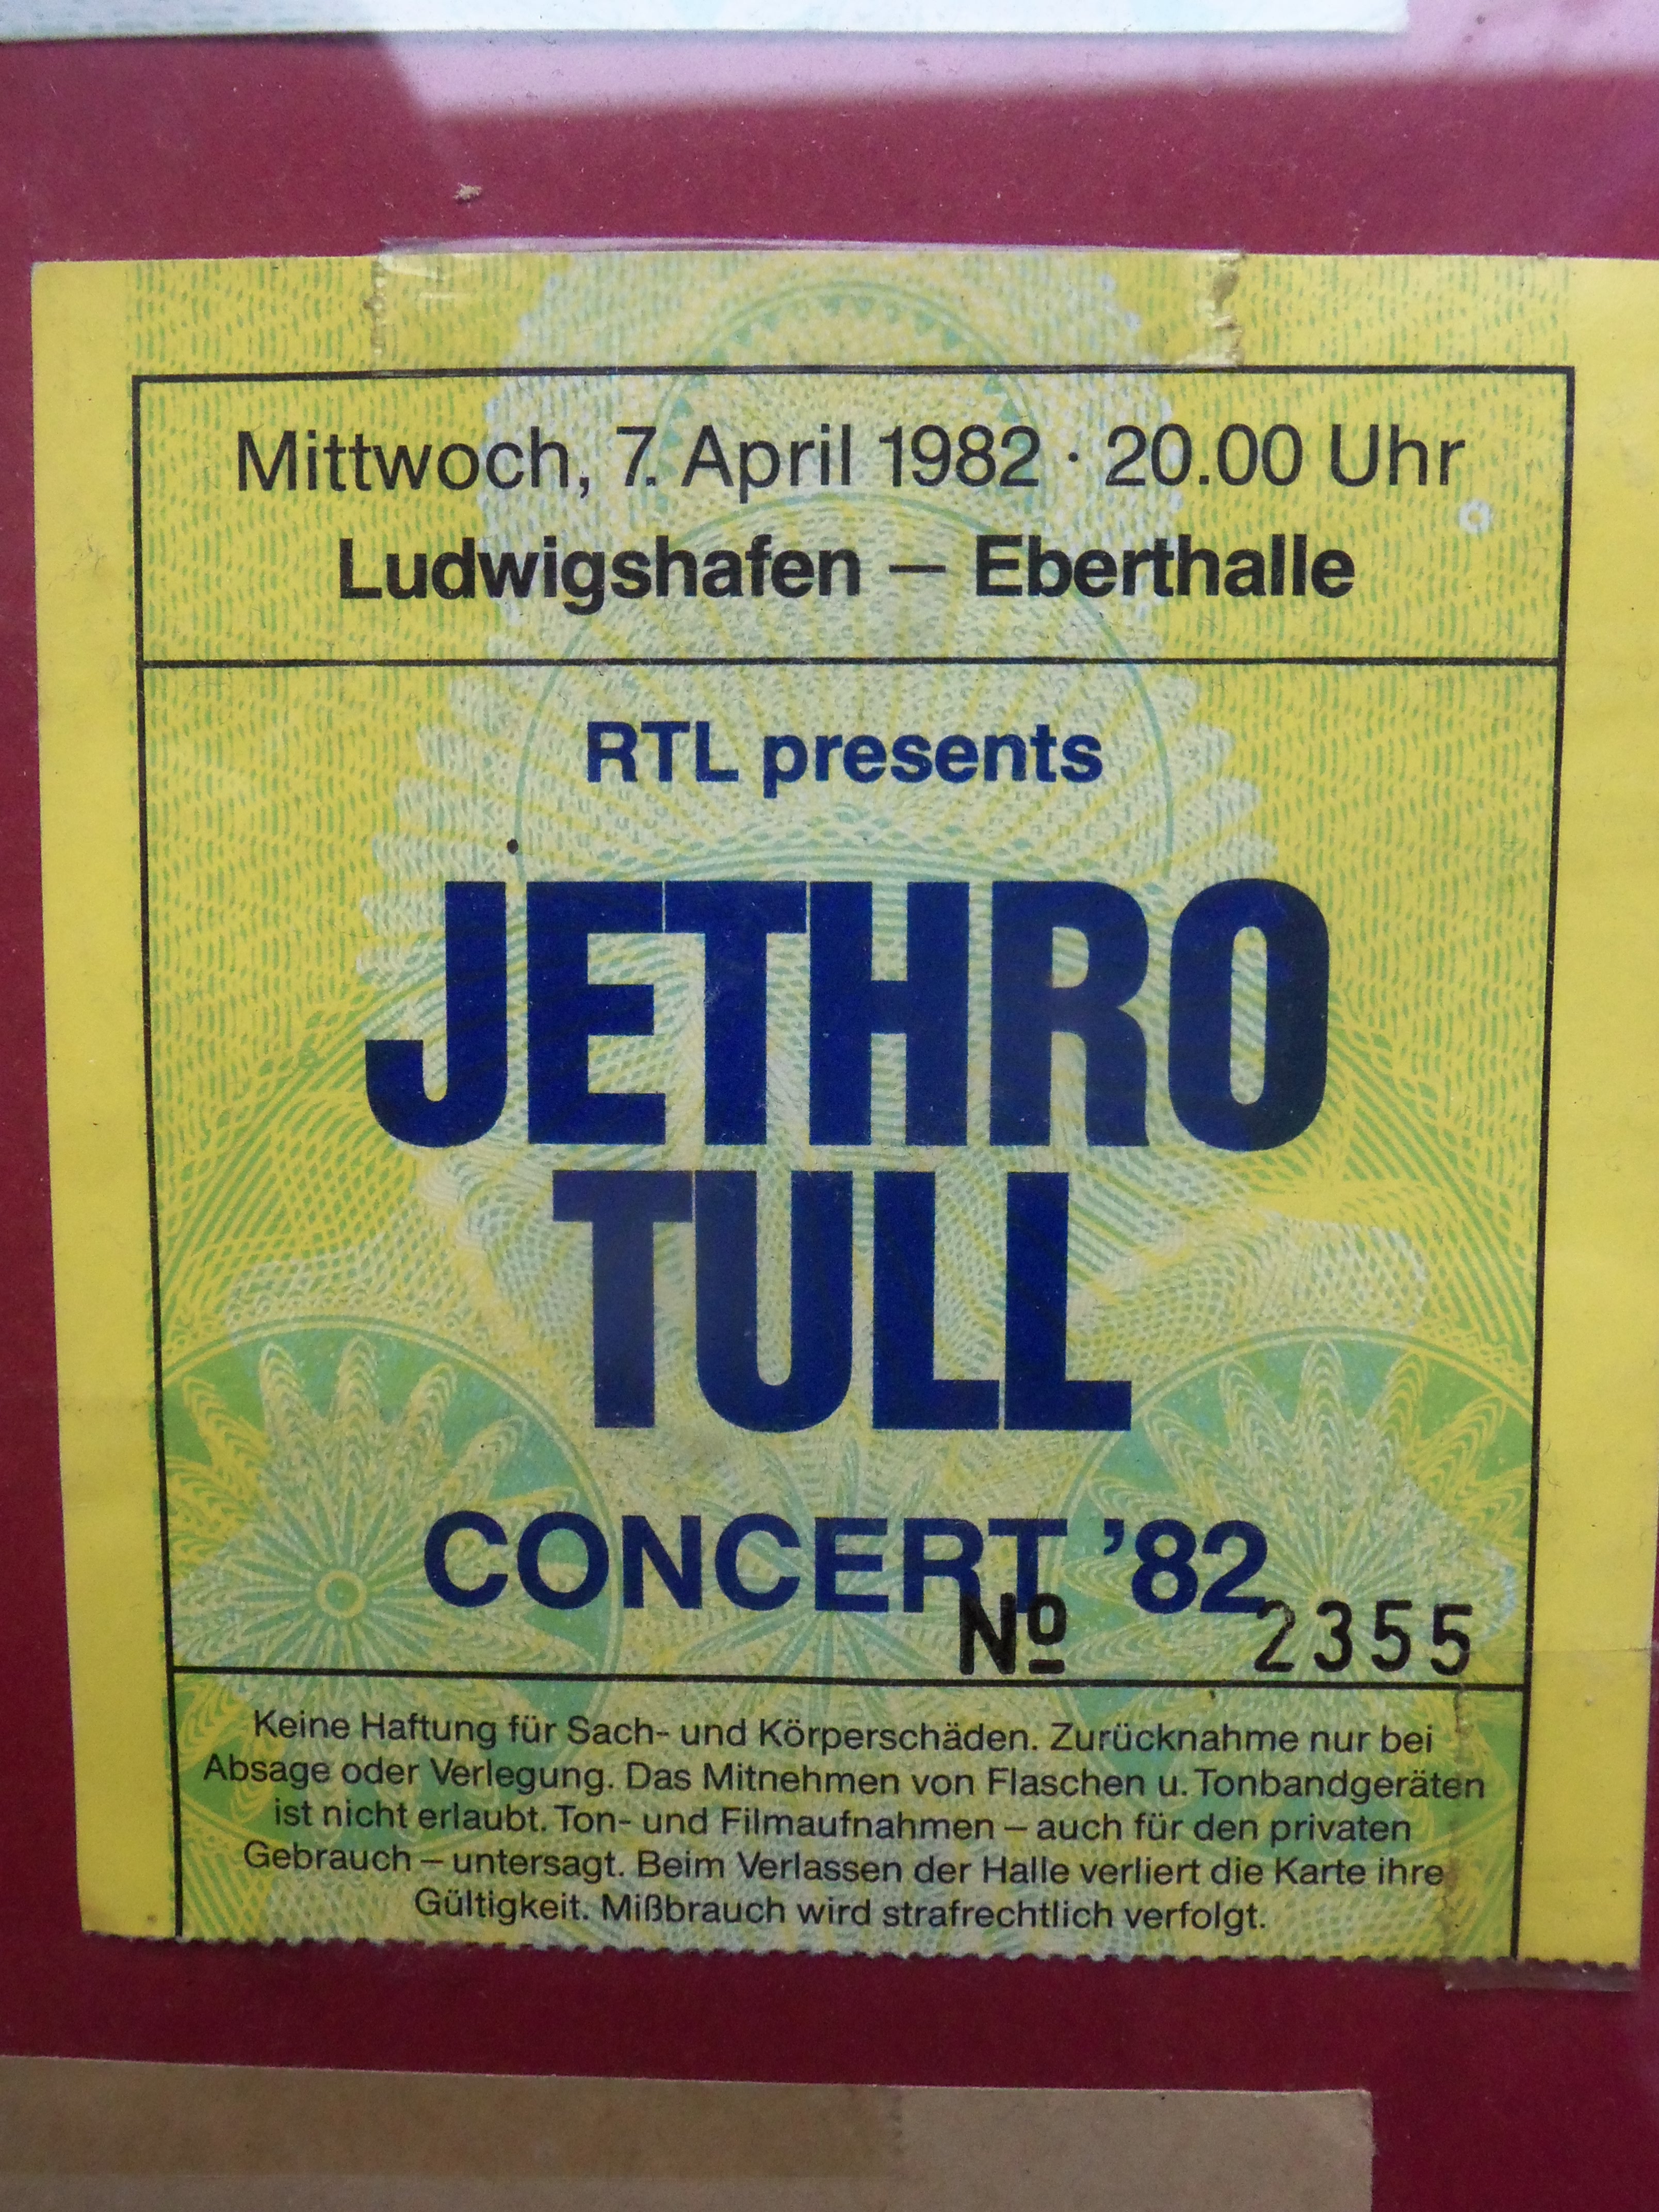 Mittwoch, 7. April 1982 · 20.00 Uhr
Ludwigshafen – Eberthalle
RTL presents
JETHRO
TULL
CONCERT '82
Nº 2355
Keine Haftung für Sach- und Körperschäden. Zurücknahme nur bei
Absage oder Verlegung. Das Mitnehmen von Flaschen u. Tonbandgeräten
ist nicht erlaubt. Ton- und Filmaufnahmen – auch für den privaten
Gebrauch – untersagt. Beim Verlassen der Halle verliert die Karte ihre
Gültigkeit. Mißbrauch wird strafrechtlich verfolgt.